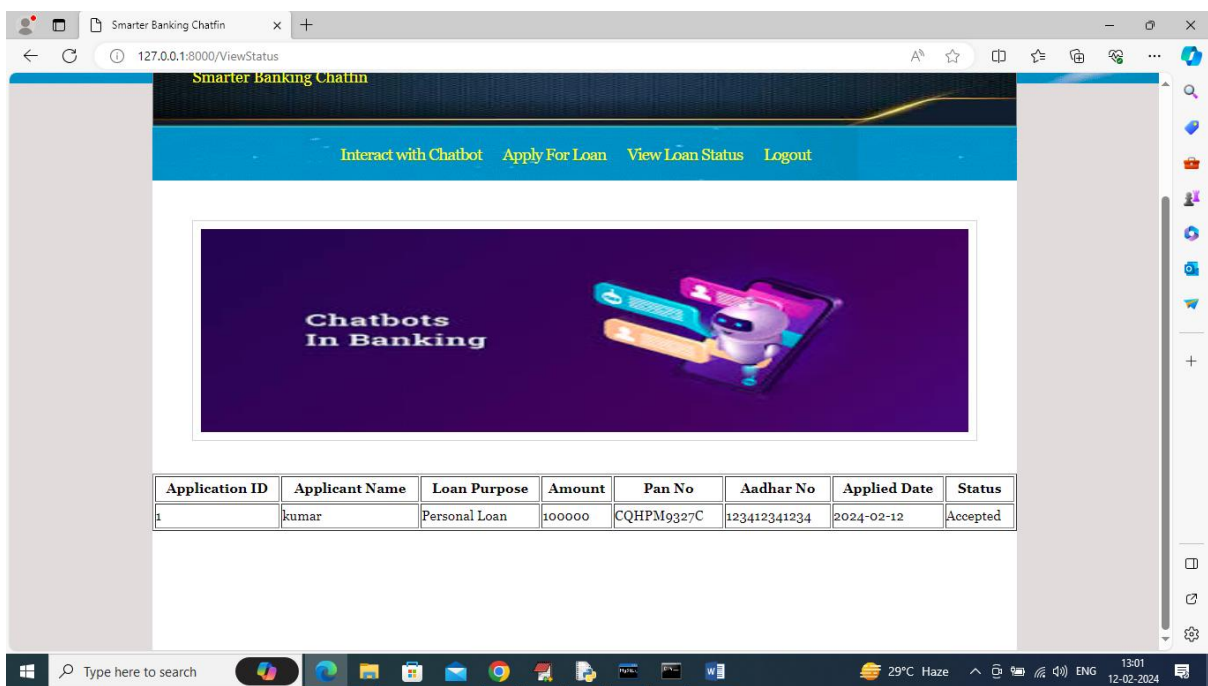 Smarter Banking Chatfin
127.0.0.1:8000/ViewStatus
Smarter Banking Chatfin
Interact with Chatbot Apply For Loan View Loan Status Logout
Chatbots
In Banking
Application ID Applicant Name Loan Purpose Amount Pan No Aadhar No Applied Date Status
1 kumar Personal Loan 100000 CQHPM9327C 123412341234 2024-02-12 Accepted
Type here to search
29°C Haze
ENG
13:01
12-02-2024